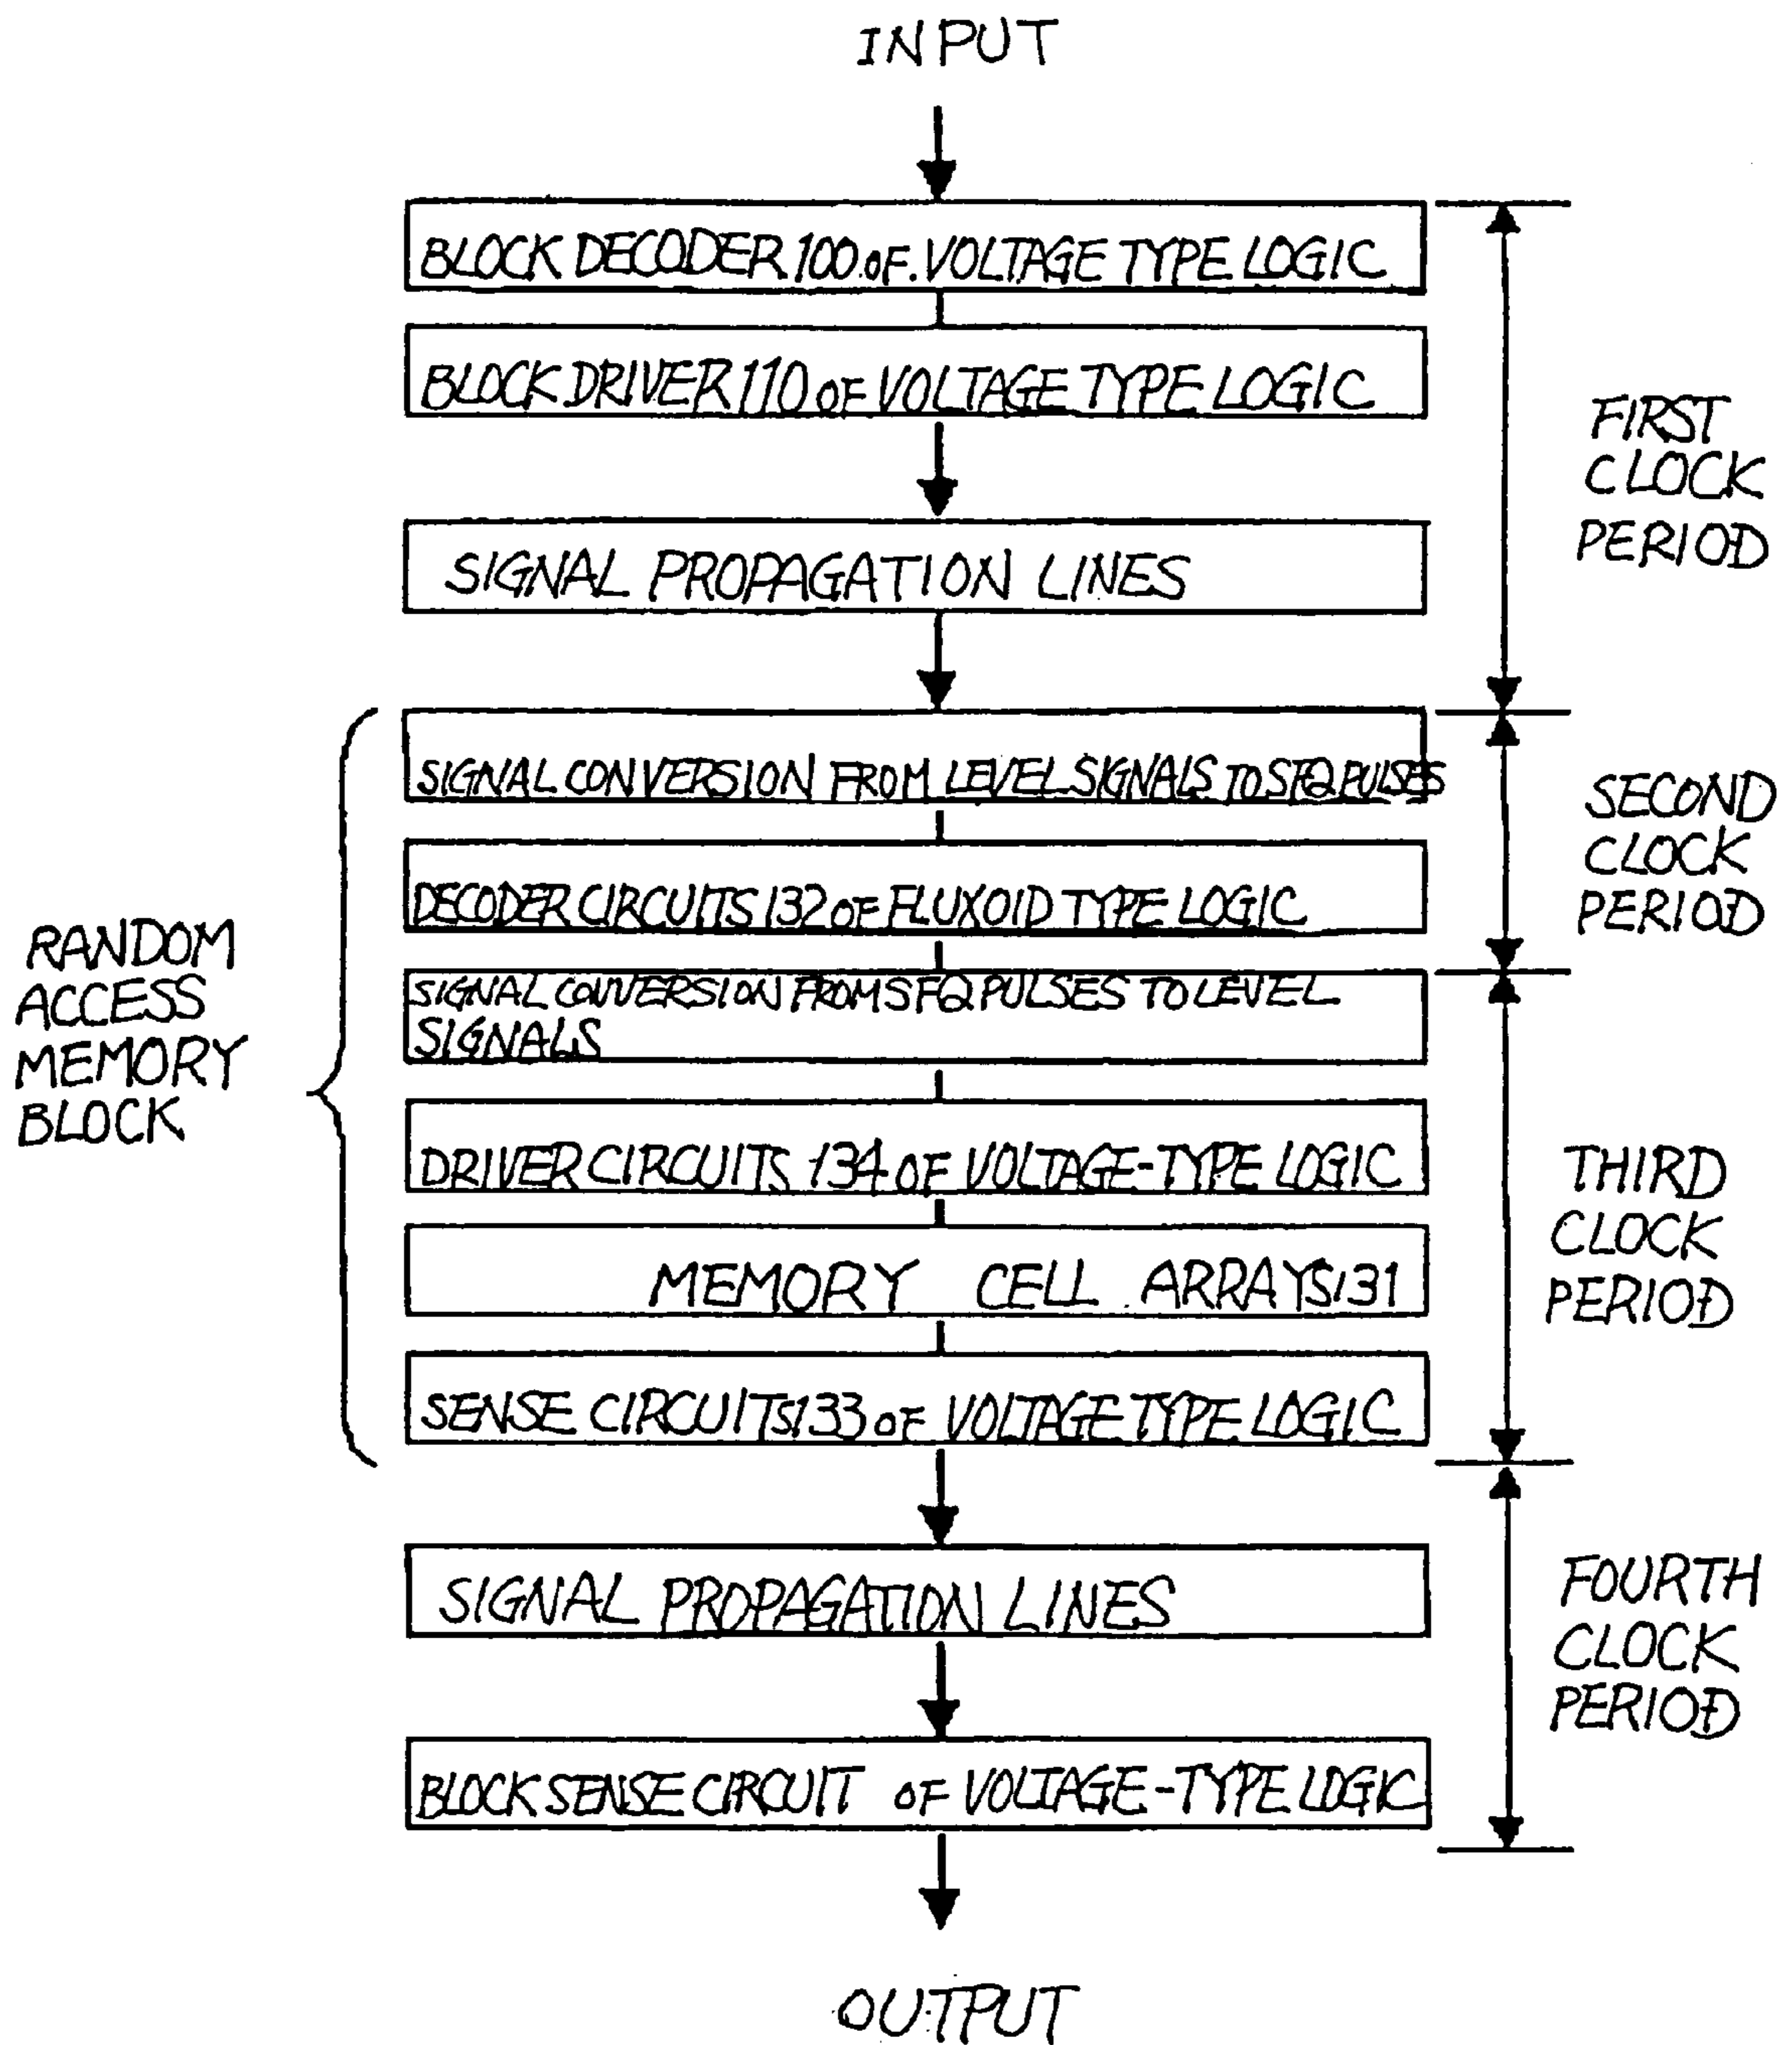 INPUT
BLOCK DECODER 100 OF VOLTAGE TYPE LOGIC
BLOCK DRIVER 110 OF VOLTAGE TYPE LOGIC
FIRST
CLOCK
PERIOD
SIGNAL PROPAGATION LINES
SIGNAL CONVERSION FROM LEVEL SIGNALS TO SFQ PULSES
DECODER CIRCUITS 132 OF FLUXOID TYPE LOGIC
SECOND
CLOCK
PERIOD
RANDOM
ACCESS
MEMORY
BLOCK
SIGNAL CONVERSION FROM SFQ PULSES TO LEVEL
SIGNALS
DRIVER CIRCUITS 134 OF VOLTAGE-TYPE LOGIC
MEMORY CELL ARRAYS 131
SENSE CIRCUITS 133 OF VOLTAGE TYPE LOGIC
THIRD
CLOCK
PERIOD
SIGNAL PROPAGATION LINES
BLOCK SENSE CIRCUIT OF VOLTAGE-TYPE LOGIC
FOURTH
CLOCK
PERIOD
OUTPUT